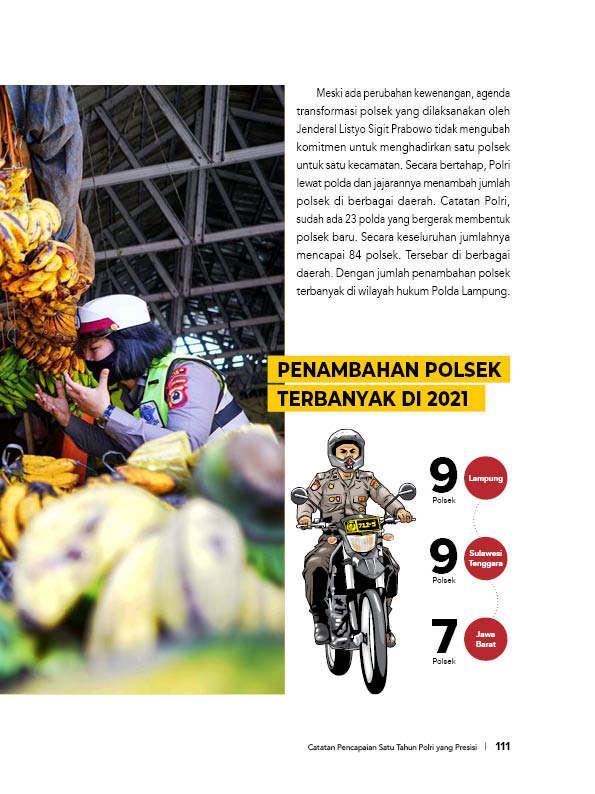 Meski ada perubahan kewenangan, agenda
transformasi polsek yang dilaksanakan oleh
Jenderal Listyo Sigit Prabowo tidak mengubah
komitmen untuk menghadirkan satu polsek
untuk satu kecamatan. Secara bertahap, Polri
lewat polda dan jajarannya menambah jumlah
polsek di berbagai daerah. Catatan Polri,
sudah ada 23 polda yang bergerak membentuk
polsek baru. Secara keseluruhan jumlahnya
mencapai 84 polsek. Tersebar di berbagai
daerah. Dengan jumlah penambahan polsek
terbanyak di wilayah hukum Polda Lampung.
PENAMBAHAN POLSEK
TERBANYAK DI 2021
9
Polsek
Lampung
9
Polsek
Sulawesi
Tenggara
7
Polsek
Jawa
Barat
Catatan Pencapaian Satu Tahun Polri yang Presisi | 111